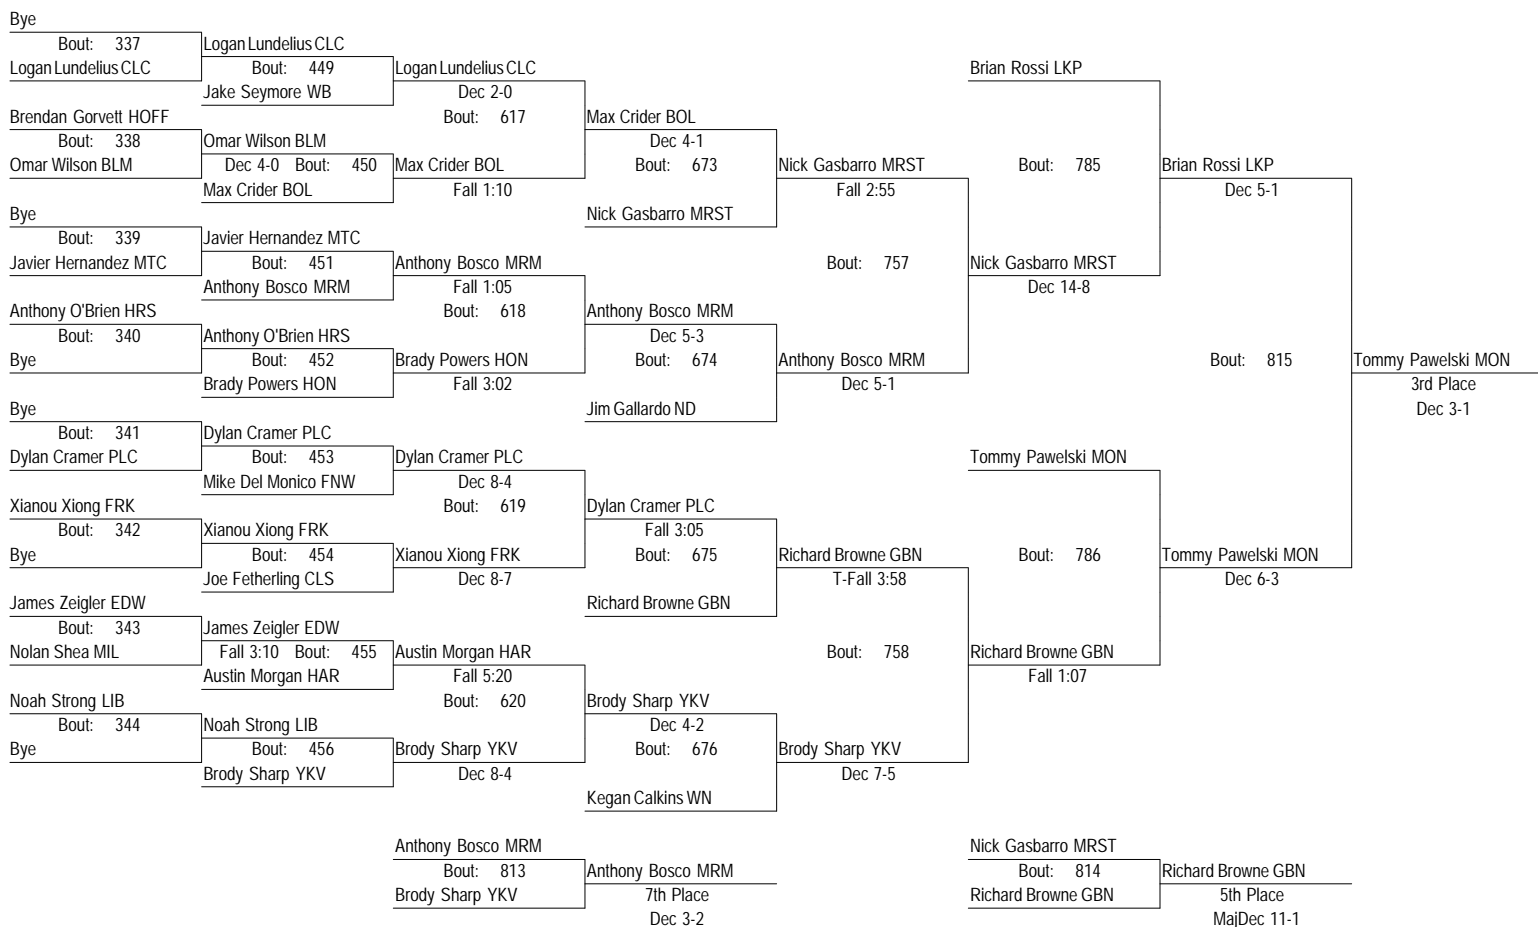 Bye
Bout: 337
Logan Lundelius CLC
Logan Lundelius CLC
Bout: 449
Jake Seymore WB
Logan Lundelius CLC
Dec 2-0
Bout: 617
Brendan Gorvett HOFF
Bout: 338
Omar Wilson BLM
Omar Wilson BLM
Dec 4-0 Bout: 450
Max Crider BOL
Max Crider BOL
Fall 1:10
Max Crider BOL
Dec 4-1
Bout: 673
Nick Gasbarro MRST
Nick Gasbarro MRST
Fall 2:55
Bye
Bout: 339
Javier Hernandez MTC
Javier Hernandez MTC
Bout: 451
Anthony Bosco MRM
Anthony Bosco MRM
Fall 1:05
Bout: 618
Anthony O'Brien HRS
Bout: 340
Bye
Anthony O'Brien HRS
Bout: 452
Brady Powers HON
Brady Powers HON
Fall 3:02
Anthony Bosco MRM
Dec 5-3
Bout: 674
Jim Gallardo ND
Anthony Bosco MRM
Dec 5-1
Bout: 757
Nick Gasbarro MRST
Dec 14-8
Brian Rossi LKP
Bout: 785
Brian Rossi LKP
Dec 5-1
Bye
Bout: 341
Dylan Cramer PLC
Dylan Cramer PLC
Bout: 453
Mike Del Monico FNW
Dylan Cramer PLC
Dec 8-4
Bout: 619
Xianou Xiong FRK
Bout: 342
Bye
Xianou Xiong FRK
Bout: 454
Joe Fetherling CLS
Xianou Xiong FRK
Dec 8-7
Dylan Cramer PLC
Fall 3:05
Bout: 675
Richard Browne GBN
Richard Browne GBN
T-Fall 3:58
James Zeigler EDW
Bout: 343
Nolan Shea MIL
James Zeigler EDW
Fall 3:10 Bout: 455
Austin Morgan HAR
Austin Morgan HAR
Fall 5:20
Bout: 620
Noah Strong LIB
Bout: 344
Bye
Noah Strong LIB
Bout: 456
Brody Sharp YKV
Brody Sharp YKV
Dec 8-4
Brody Sharp YKV
Dec 4-2
Bout: 676
Kegan Calkins WN
Brody Sharp YKV
Dec 7-5
Bout: 758
Richard Browne GBN
Fall 1:07
Tommy Pawelski MON
Bout: 786
Tommy Pawelski MON
Dec 6-3
Bout: 815
Tommy Pawelski MON
3rd Place
Dec 3-1
Anthony Bosco MRM
Bout: 813
Brody Sharp YKV
Anthony Bosco MRM
7th Place
Dec 3-2
Nick Gasbarro MRST
Bout: 814
Richard Browne GBN
Richard Browne GBN
5th Place
MajDec 11-1